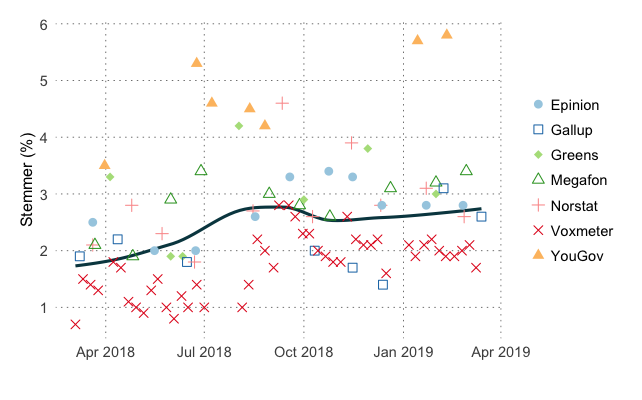 6
5
4
3
2
1
Stemmer (%)
Apr 2018
Jul 2018
Oct 2018
Jan 2019
Apr 2019
Epinion
Gallup
Greens
Megafon
Norstat
Voxmeter
YouGov